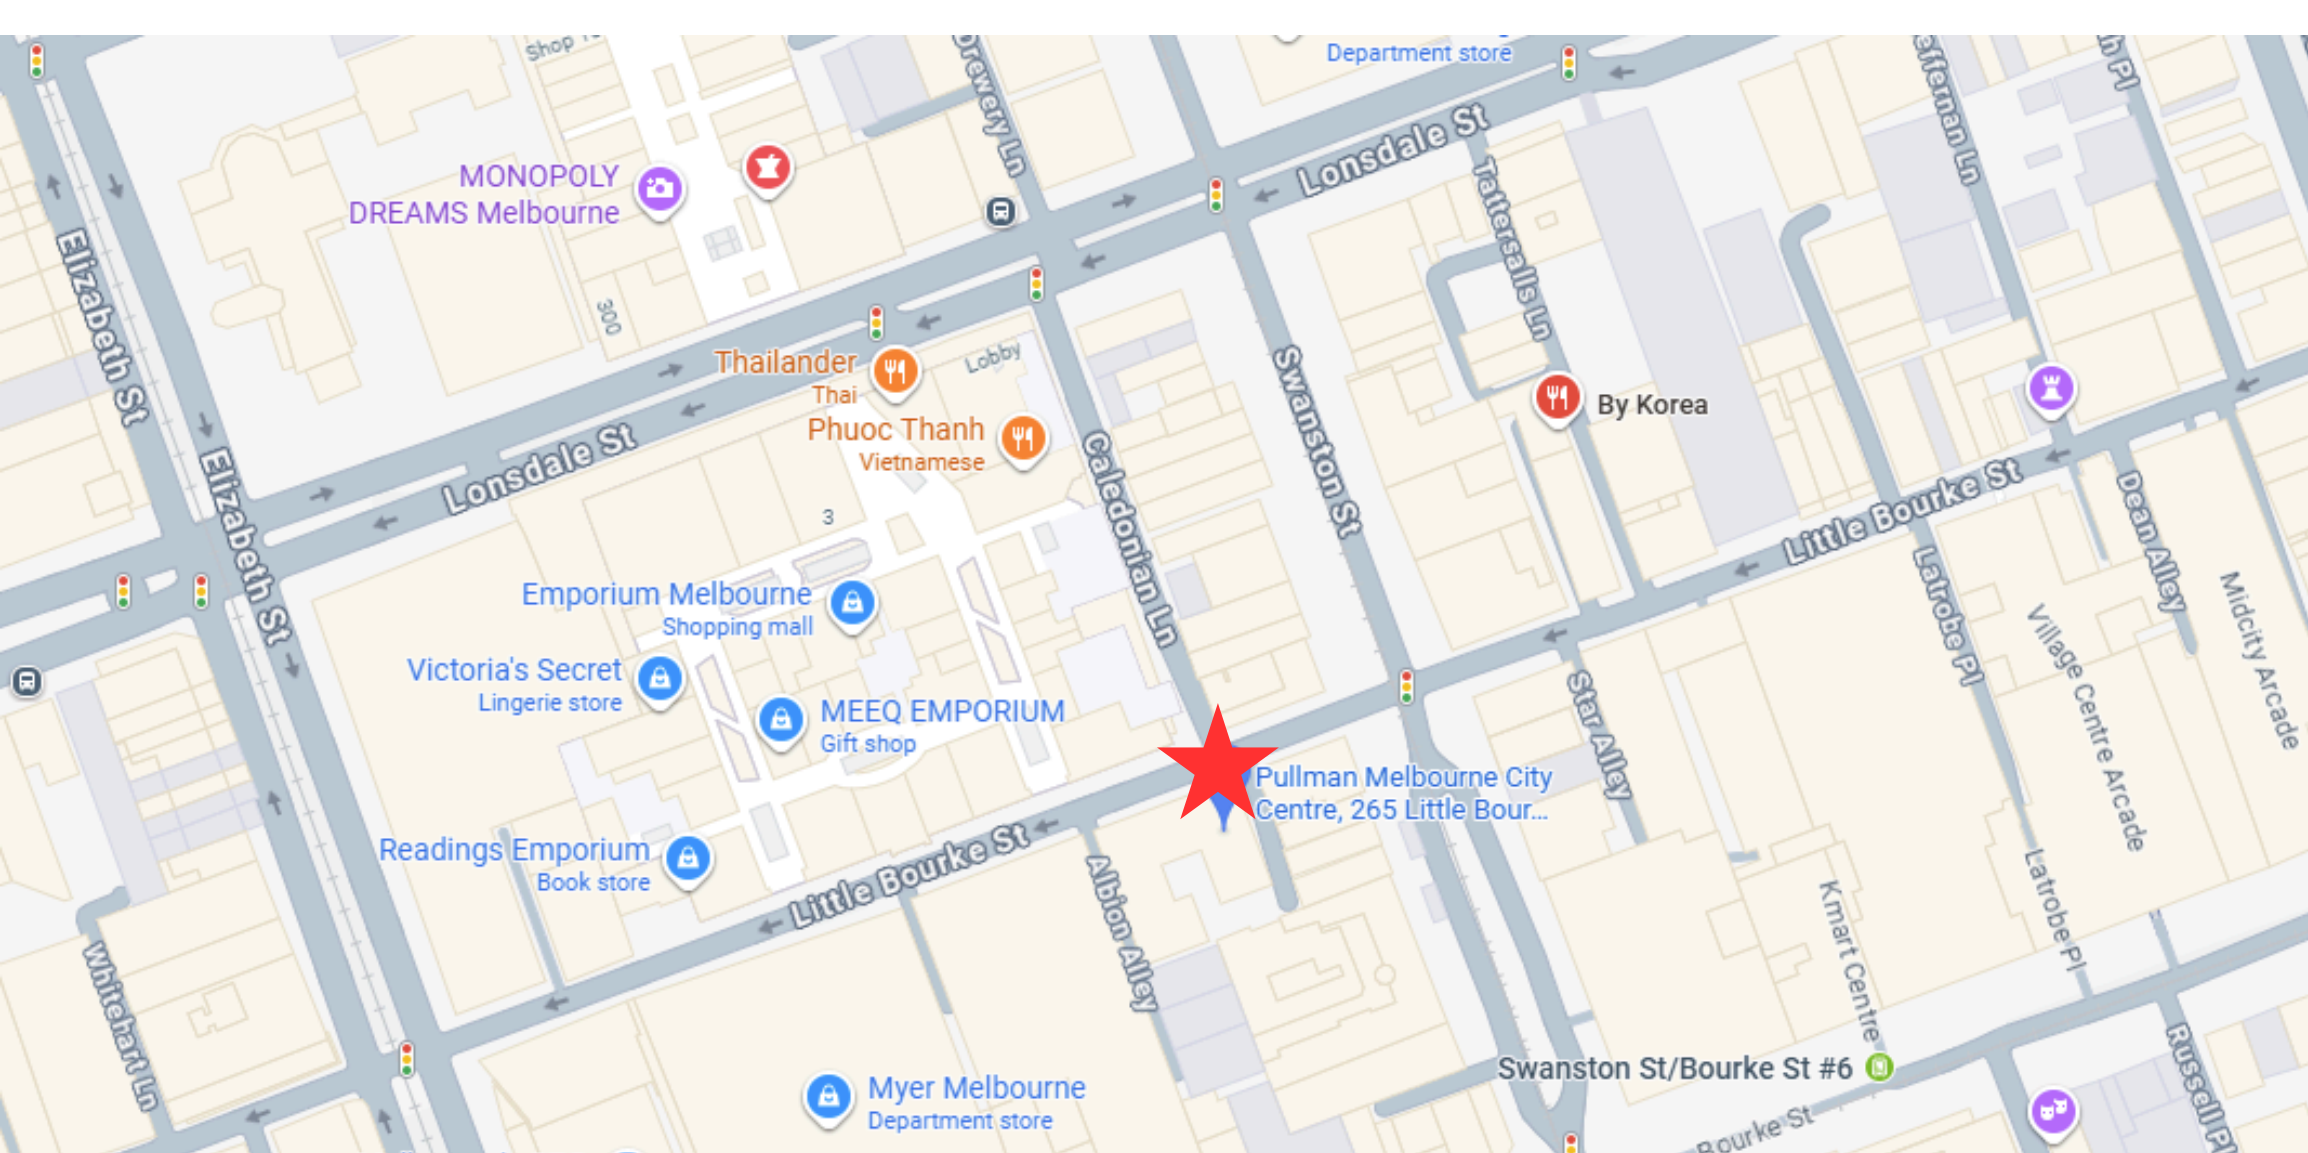 Department store
Shop
Drewery Ln
effernan Ln
h Pl
Lonsdale St
MONOPOLY
DREAMS Melbourne
Tattersalls Ln
Elizabeth St
300
Thailander
Thai
Lobby
Phuoc Thanh
Vietnamese
Swanston St
By Korea
Lonsdale St
Elizabeth St
Caledonian Ln
3
Little Bourke St
Dean Alley
Latrobe Pl
Midcity Arcade
Village Centre Arcade
Emporium Melbourne
Shopping mall
Victoria's Secret
Lingerie store
MEEQ EMPORIUM
Gift shop
Star Alley
Pullman Melbourne City
Centre, 265 Little Bour...
Readings Emporium
Book store
Little Bourke St
Albion Alley
Latrobe Pl
Kmart Centre
Whitehart Ln
Swanston St/Bourke St #6
Myer Melbourne
Department store
Bourke St
Russell Pl